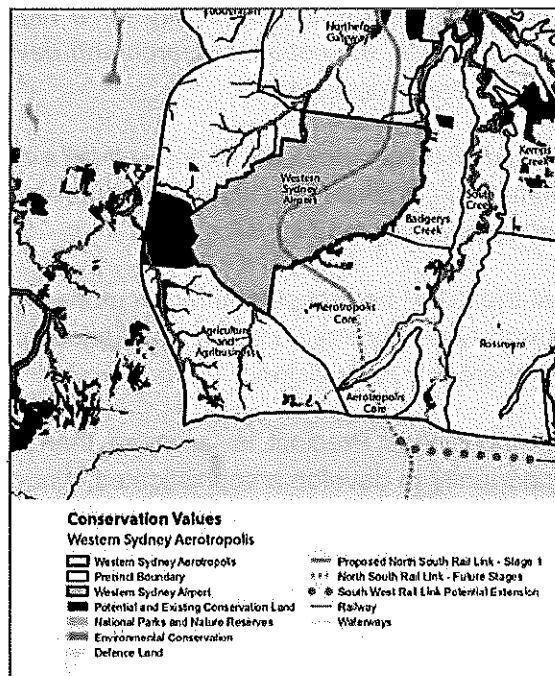 Northern
Gateway
Kemps
Creek
Western
Sydney
Airport
South
Creek
Badgerys
Creek
Aerotropolis
Core
Agriculture
and
Agribusiness
Rossmore
Aerotropolis
Core
Conservation Values
Western Sydney Aerotropolis
Western Sydney Aerotropolis
Precinct Boundary
Western Sydney Airport
Potential and Existing Conservation Land
National Parks and Nature Reserves
Environmental Conservation
Defence Land
Proposed North South Rail Link - Stage 1
North South Rail Link - Future Stages
South West Rail Link Potential Extension
Railway
Waterways